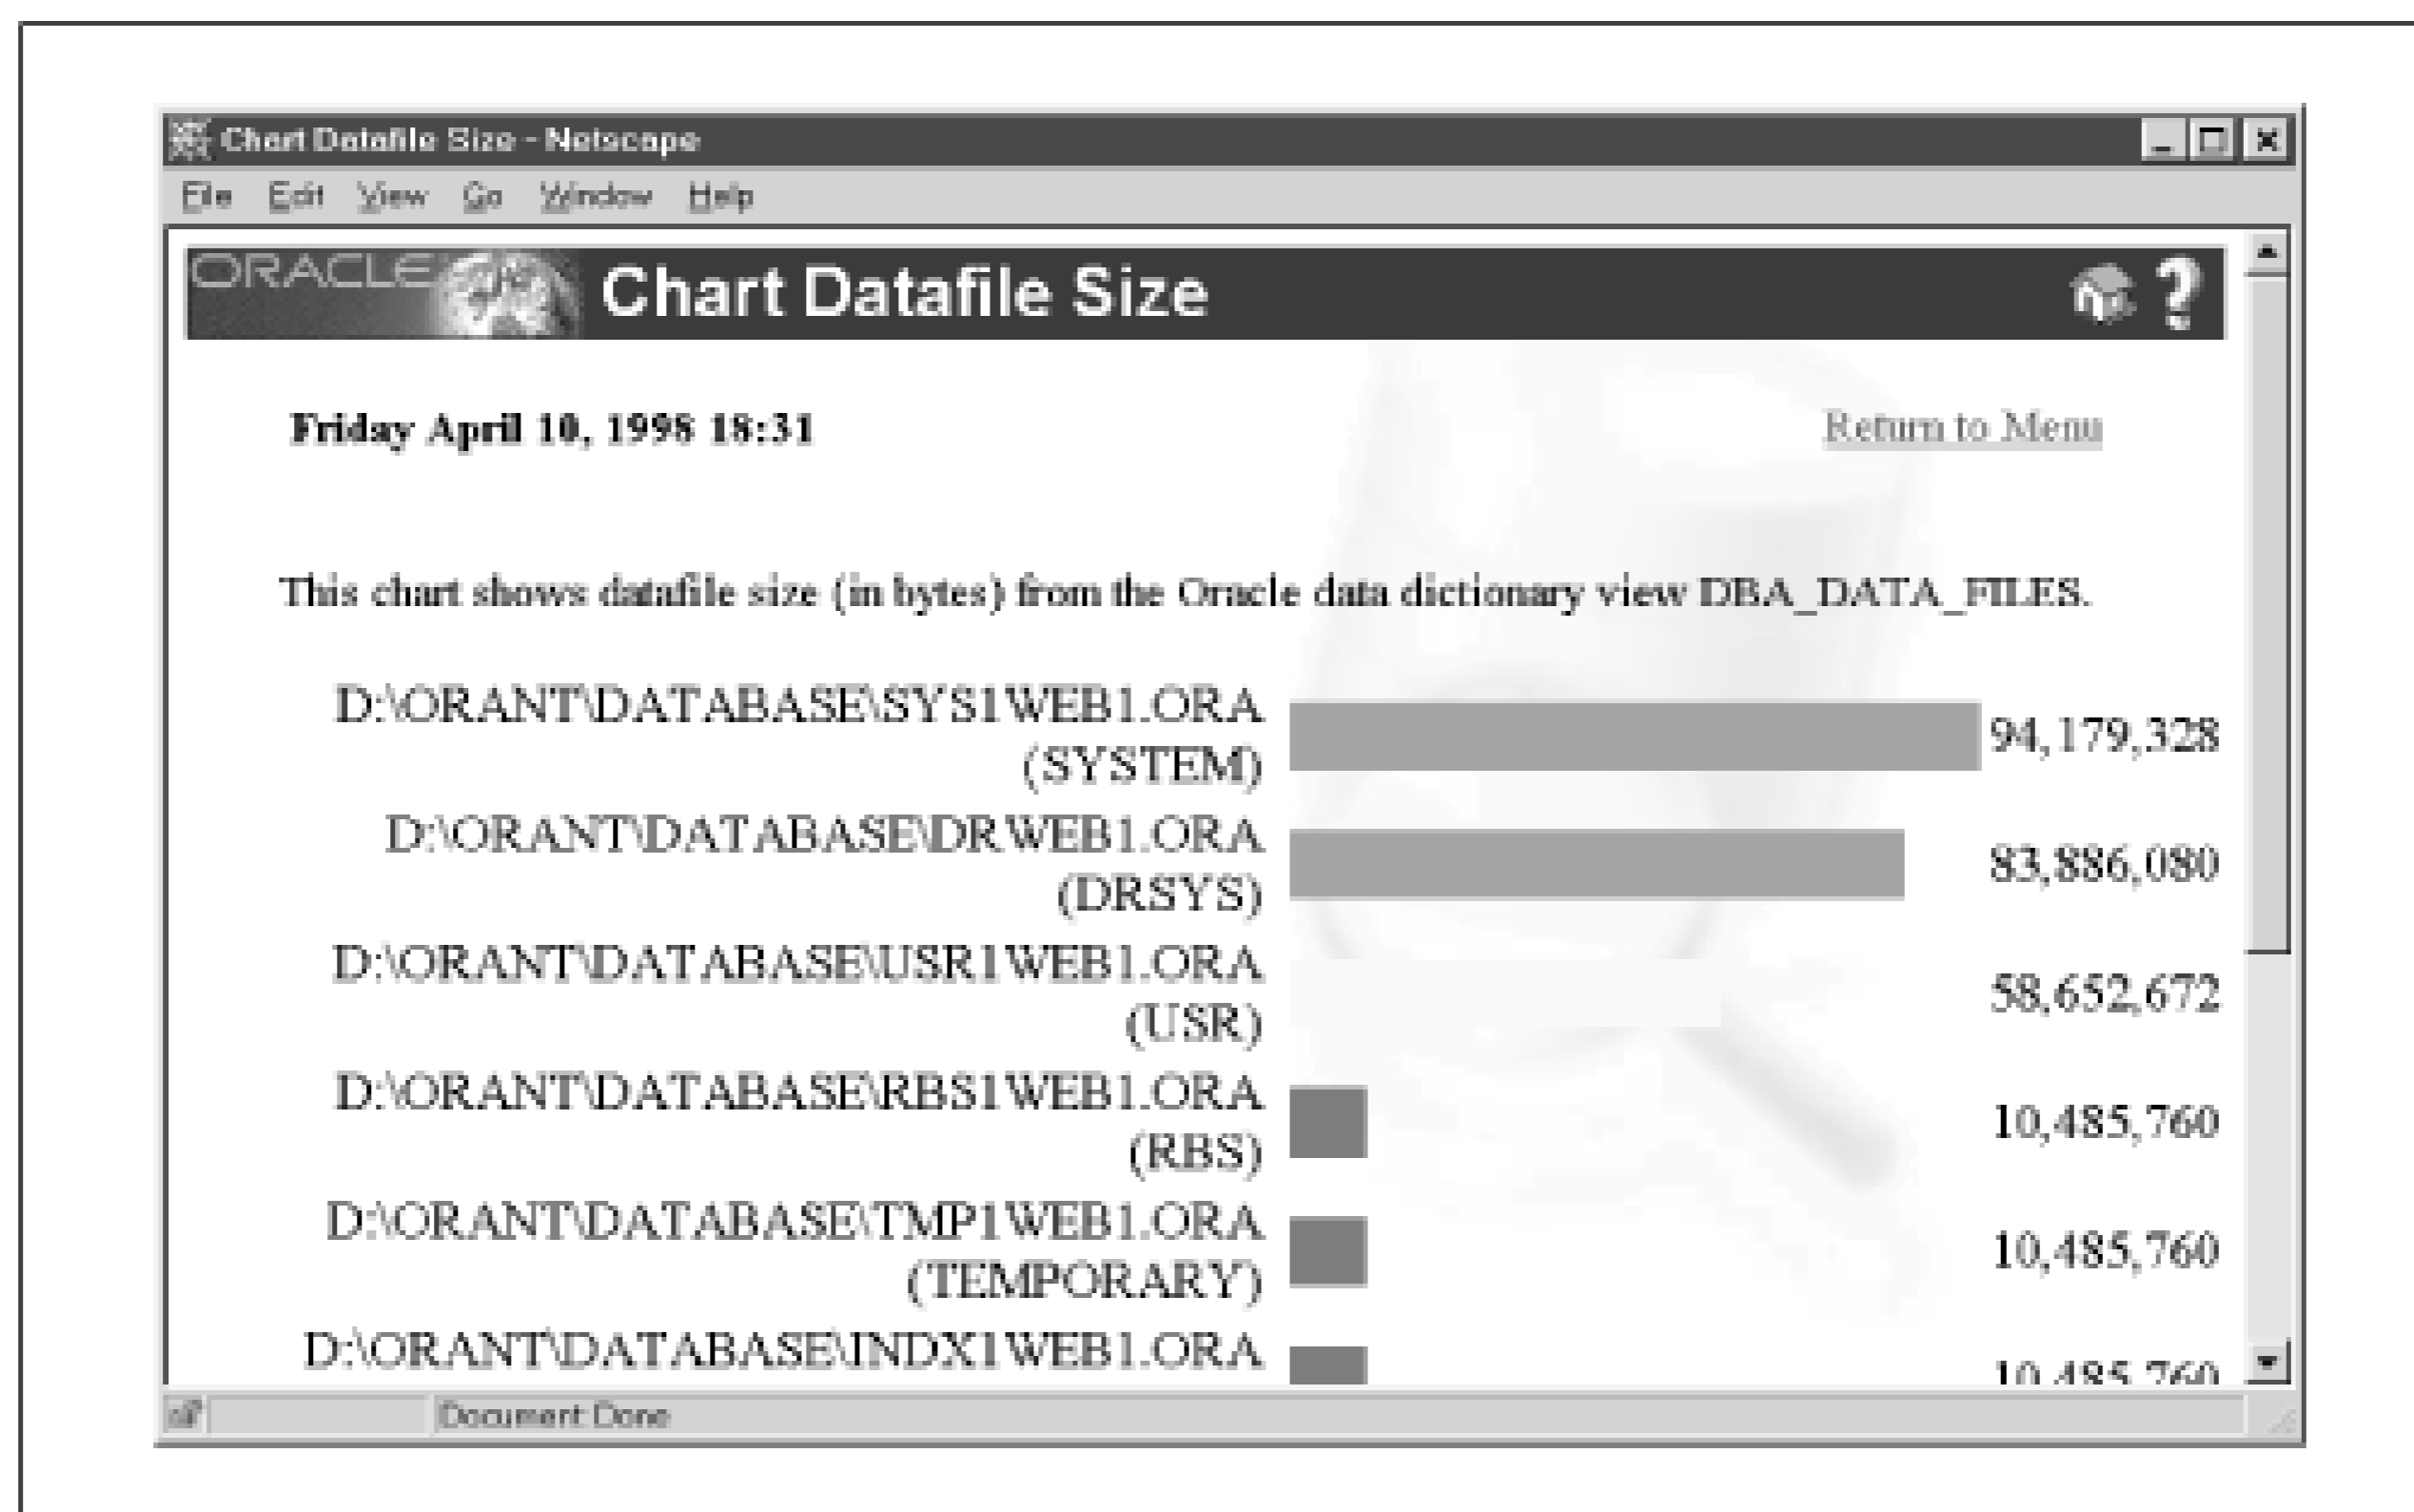 Chart Datafile Size - Netscape
File Edit View Go Window Help
ORACLE Chart Datafile Size ?
Friday April 10, 1998 18:31 Return to Menu
This chart shows datafile size (in bytes) from the Oracle data dictionary view DBA_DATA_FILES.
D:\ORANT\DATABASE\SYS1WEB1.ORA
(SYSTEM)
94,179,328
D:\ORANT\DATABASE\DRWEB1.ORA
(DRSYS)
83,886,080
D:\ORANT\DATABASE\USR1WEB1.ORA
(USR)
58,652,672
D:\ORANT\DATABASE\RBS1WEB1.ORA
(RBS)
10,485,760
D:\ORANT\DATABASE\TMP1WEB1.ORA
(TEMPORARY)
10,485,760
D:\ORANT\DATABASE\INDX1WEB1.ORA
10,485,760
Document: Done